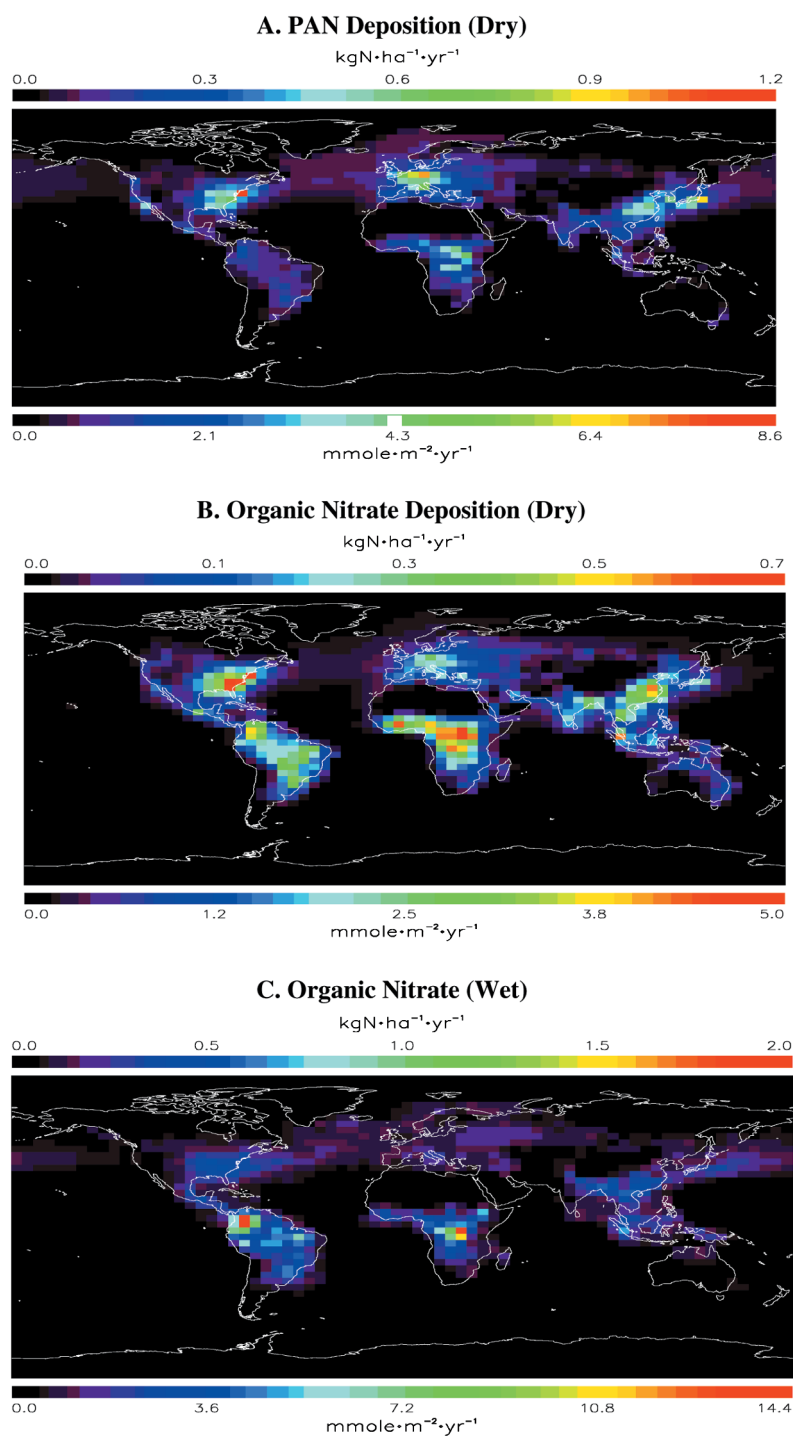 A. PAN Deposition (Dry)
kgN•ha⁻¹•yr⁻¹
0.0 0.3 0.6 0.9 1.2
0.0 2.1 4.3 6.4 8.6
mmole•m⁻²•yr⁻¹
B. Organic Nitrate Deposition (Dry)
kgN•ha⁻¹•yr⁻¹
0.0 0.1 0.3 0.5 0.7
0.0 1.2 2.5 3.8 5.0
mmole•m⁻²•yr⁻¹
C. Organic Nitrate (Wet)
kgN•ha⁻¹•yr⁻¹
0.0 0.5 1.0 1.5 2.0
0.0 3.6 7.2 10.8 14.4
mmole•m⁻²•yr⁻¹